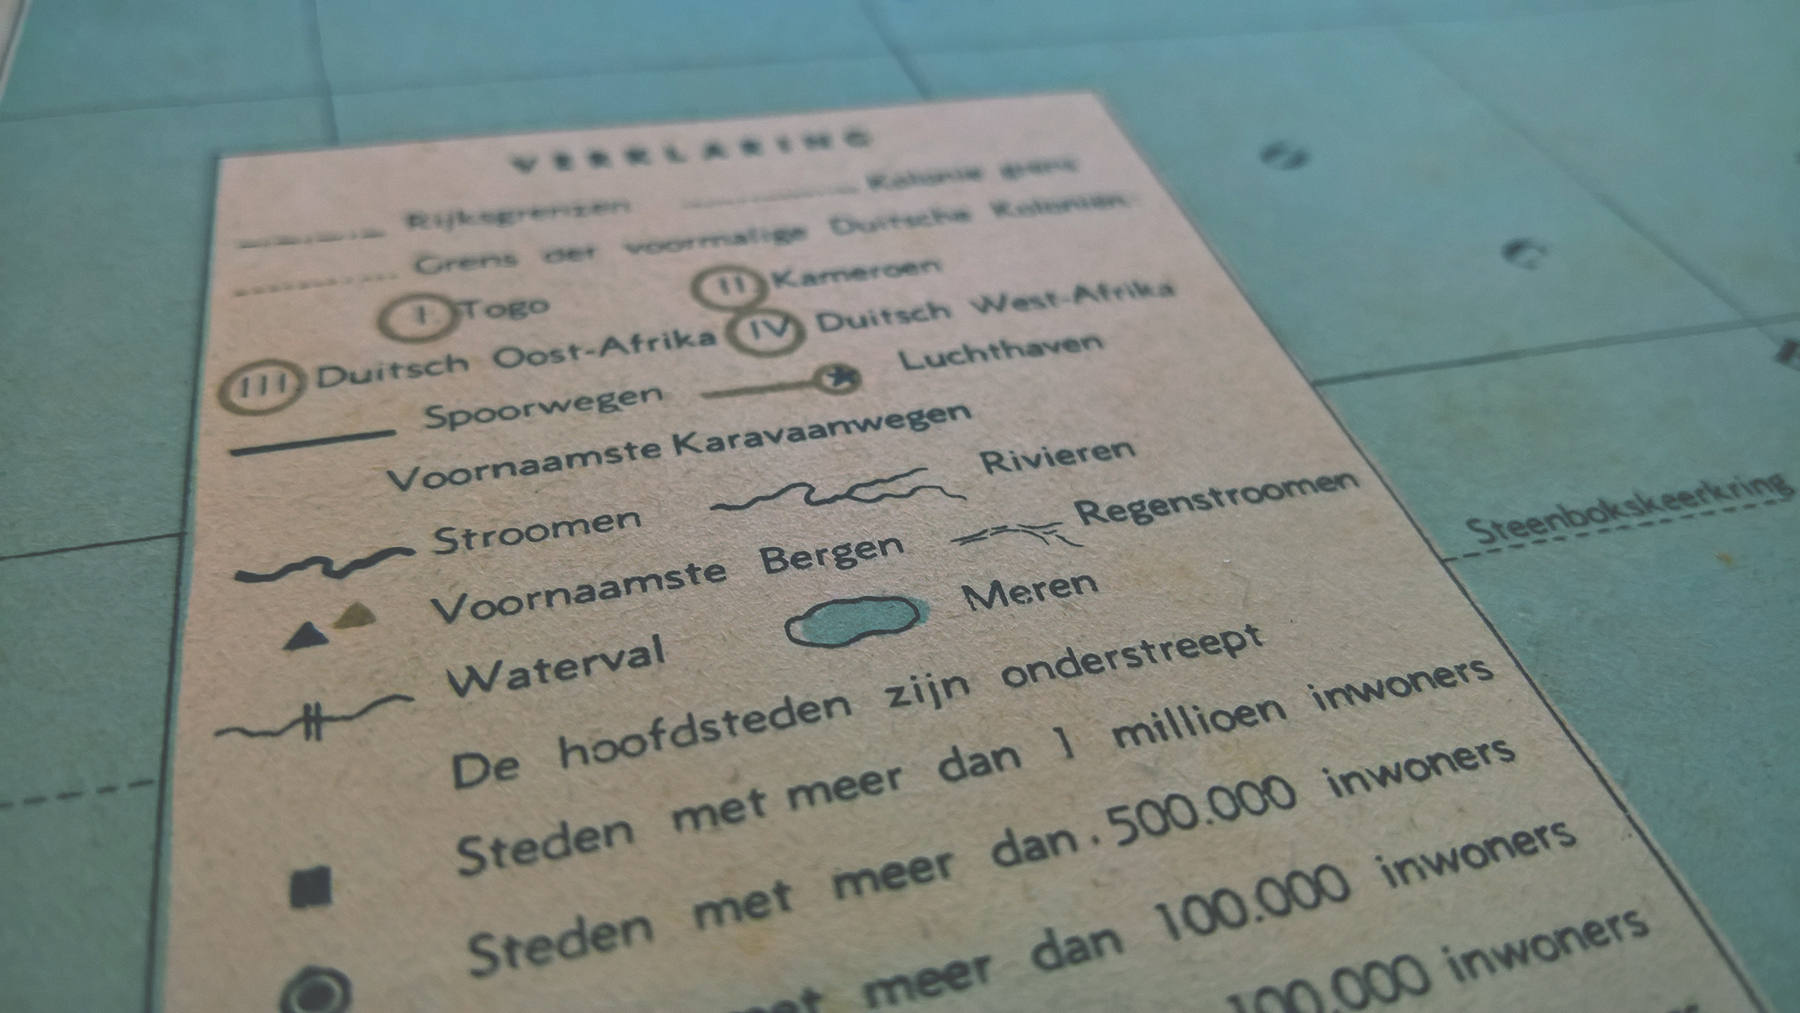 VERKLARING
Rijksgrenzen Kolonie grens
Grens der voormalige Duitsche Koloniën.
I Togo II Kameroen
III Duitsch Oost-Afrika IV Duitsch West-Afrika
Spoorwegen Luchthaven
Voornaamste Karavaanwegen
Stroomen Rivieren
Voornaamste Bergen Regenstroomen
Waterval Meren
De hoofdsteden zijn onderstreept
Steden met meer dan 1 millioen inwoners
Steden met meer dan . 500.000 inwoners
met meer dan 100.000 inwoners
100.000 inwoners
Steenbokskeerkring